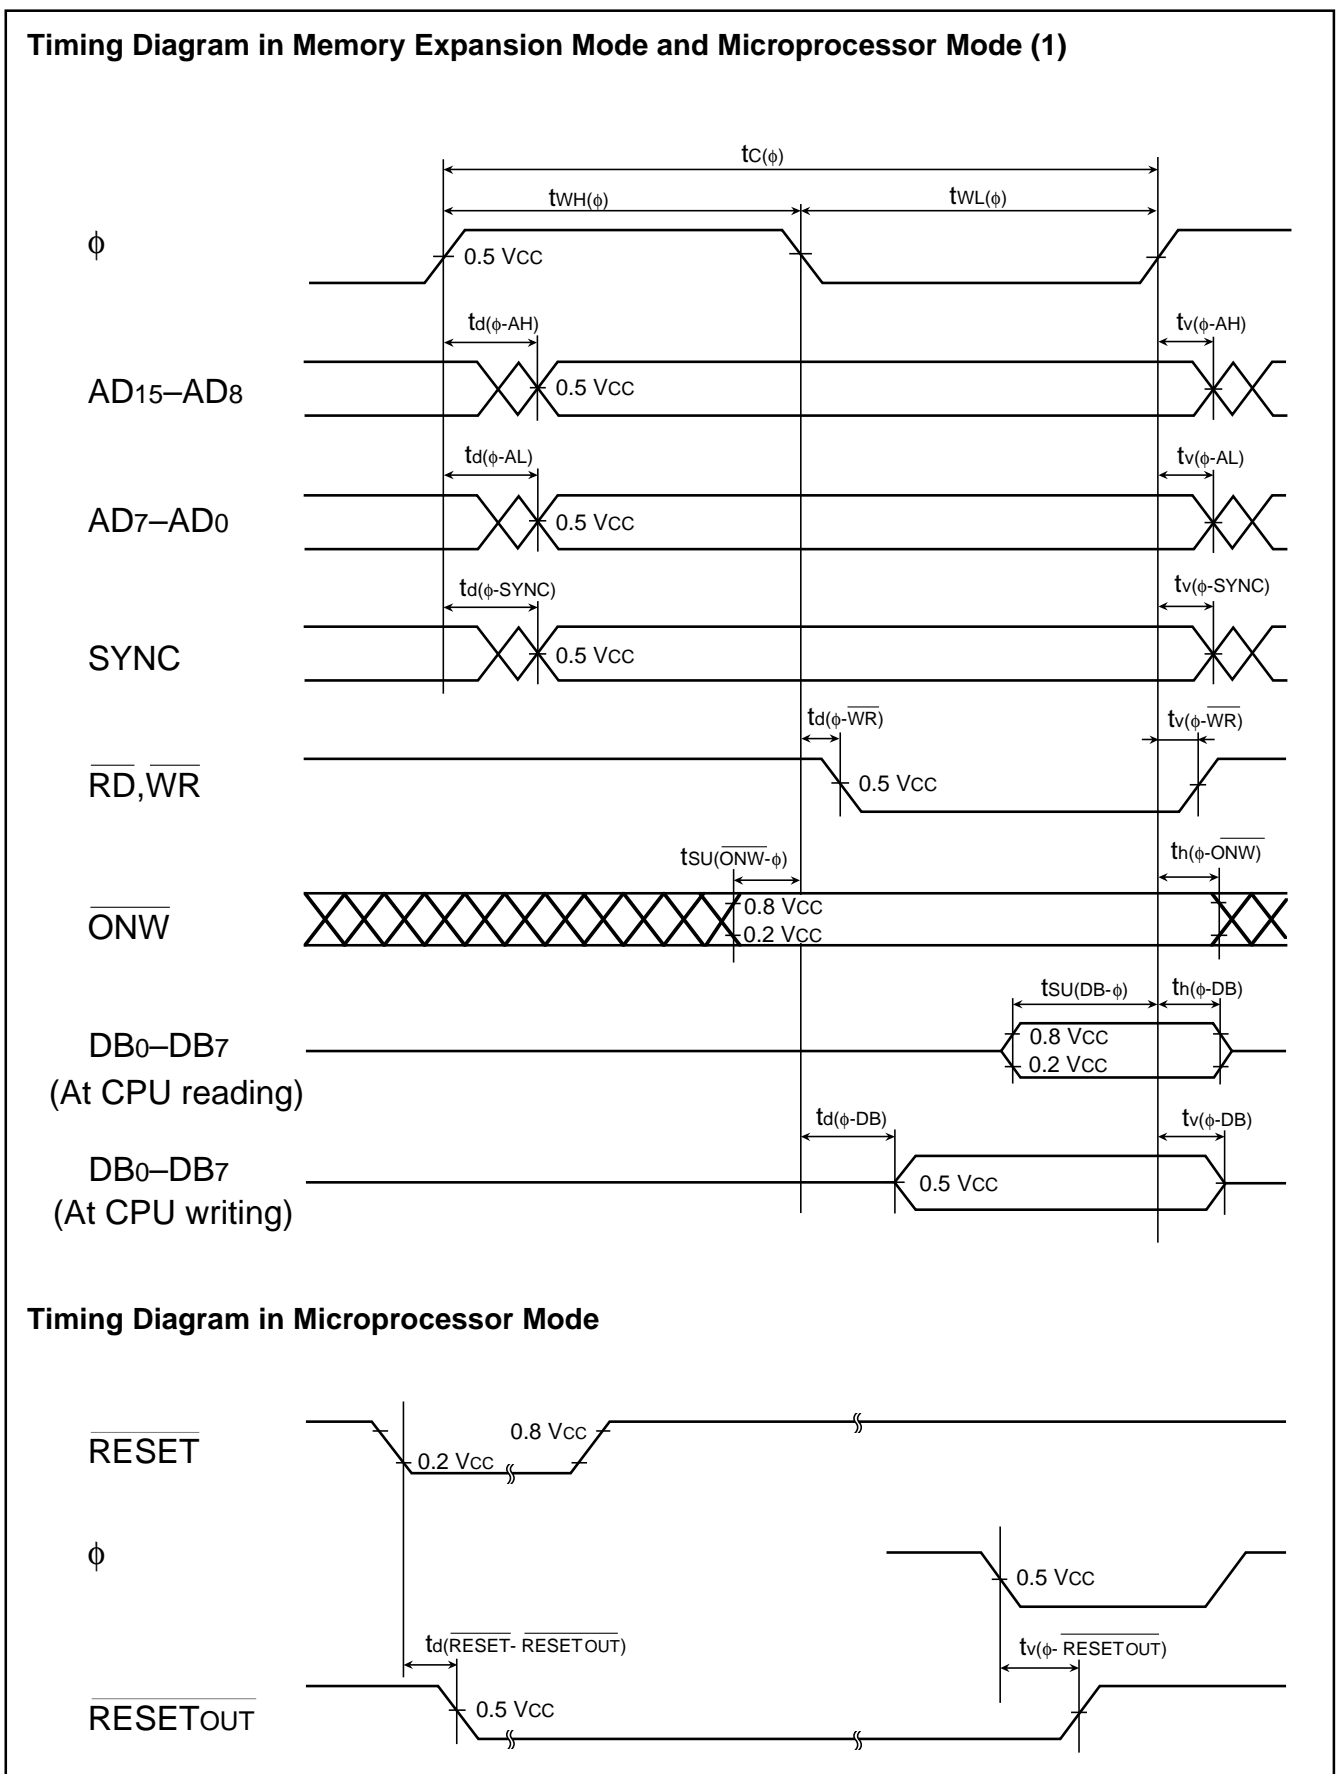 Timing Diagram in Memory Expansion Mode and Microprocessor Mode (1)
tC(ϕ)
tWH(ϕ)
tWL(ϕ)
ϕ
0.5 VCC
td(ϕ-AH)
tv(ϕ-AH)
AD15–AD8
0.5 VCC
td(ϕ-AL)
tv(ϕ-AL)
AD7–AD0
0.5 VCC
td(ϕ-SYNC)
tv(ϕ-SYNC)
SYNC
0.5 VCC
td(ϕ-WR)
tv(ϕ-WR)
RD,WR
0.5 VCC
tSU(ONW-ϕ)
th(ϕ-ONW)
ONW
0.8 VCC
0.2 VCC
tSU(DB-ϕ)
th(ϕ-DB)
DB0–DB7
(At CPU reading)
0.8 VCC
0.2 VCC
td(ϕ-DB)
tv(ϕ-DB)
DB0–DB7
(At CPU writing)
0.5 VCC
Timing Diagram in Microprocessor Mode
RESET
0.8 VCC
0.2 VCC
ϕ
0.5 VCC
td(RESET- RESETOUT)
tv(ϕ- RESETOUT)
RESETOUT
0.5 VCC